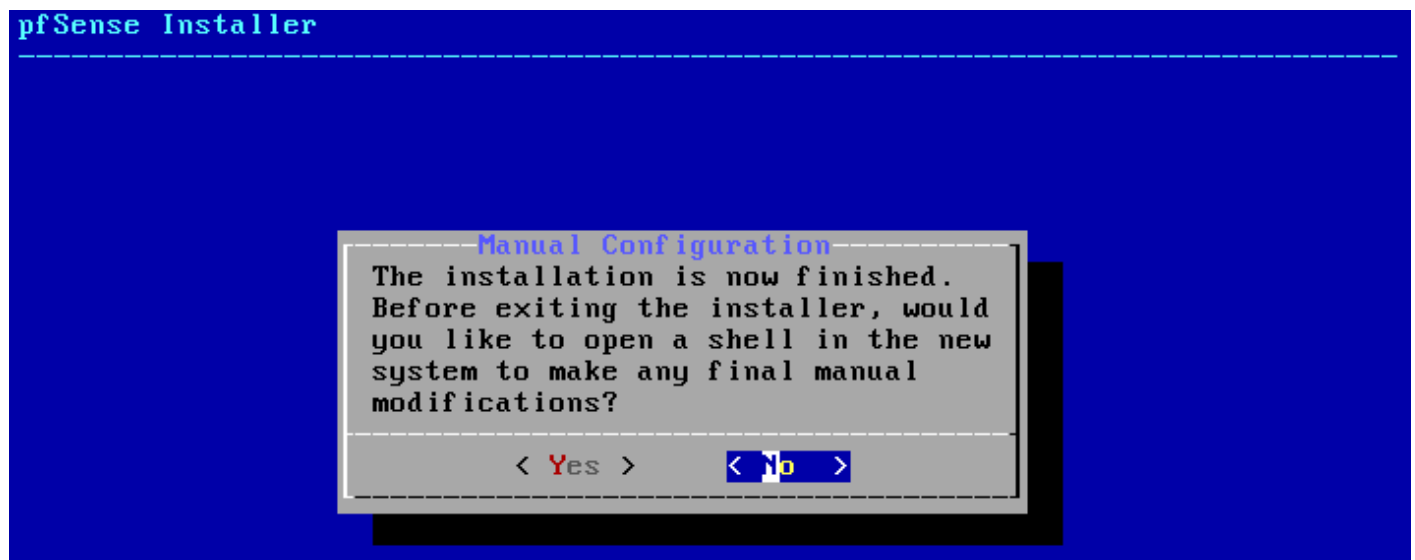 pfSense Installer
Manual Configuration
The installation is now finished.
Before exiting the installer, would
you like to open a shell in the new
system to make any final manual
modifications?
< Yes > < No >